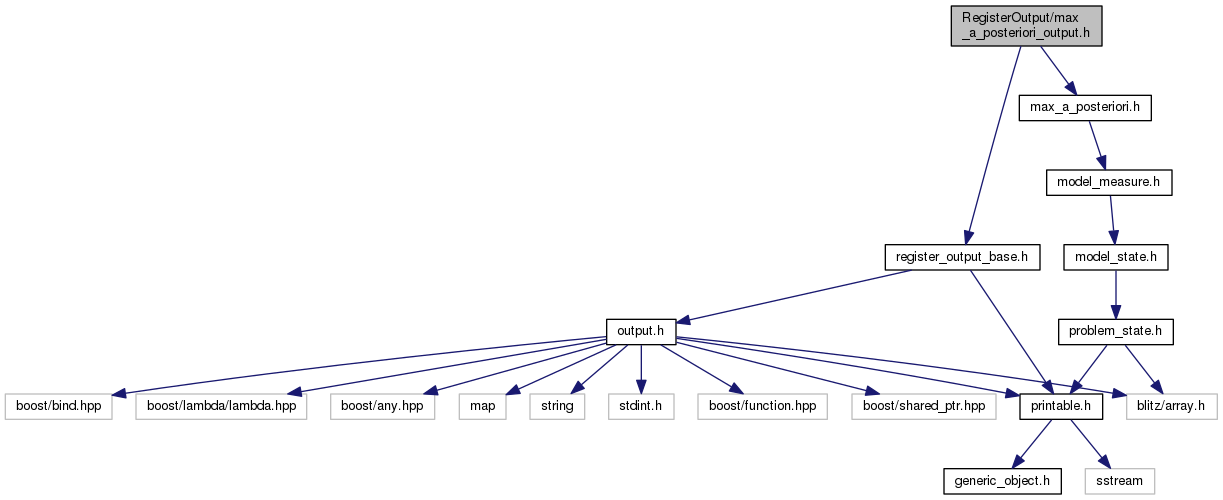 RegisterOutput/max
_a_posteriori_output.h
max_a_posteriori.h
model_measure.h
register_output_base.h
model_state.h
output.h
problem_state.h
boost/bind.hpp
boost/lambda/lambda.hpp
boost/any.hpp
map
string
stdint.h
boost/function.hpp
boost/shared_ptr.hpp
printable.h
blitz/array.h
generic_object.h
sstream